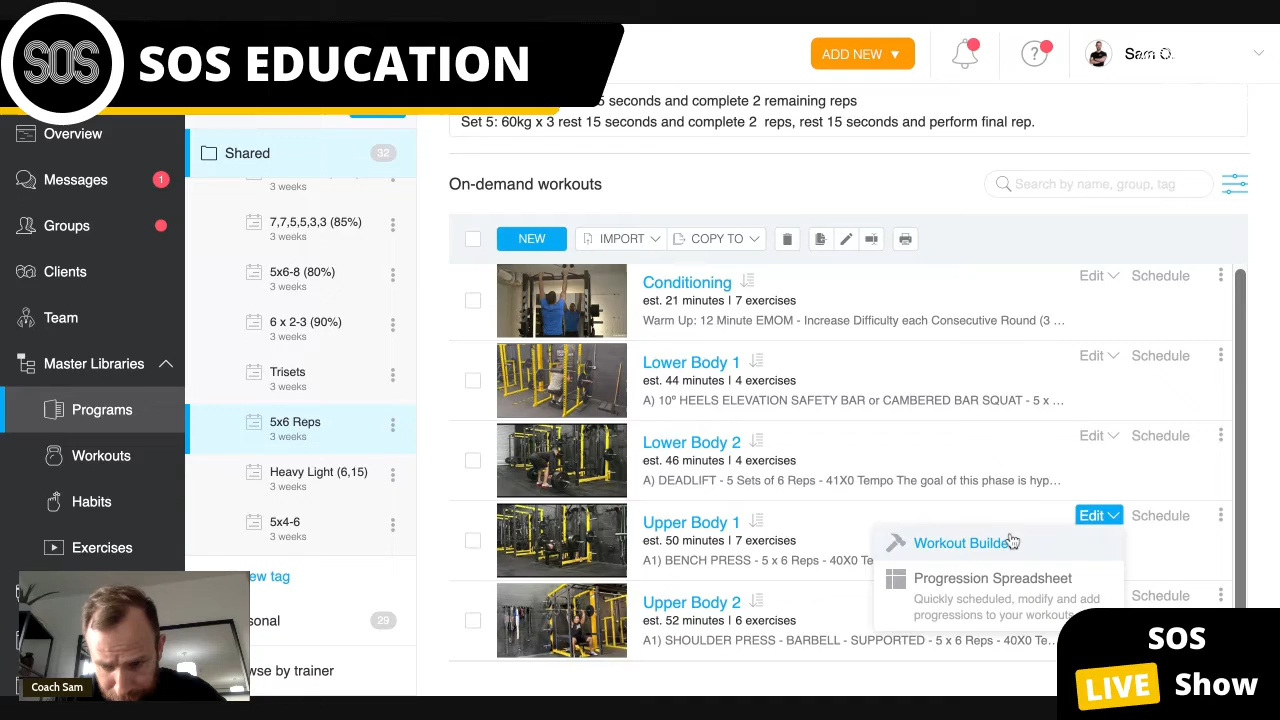 SOS
SOS EDUCATION
ADD NEW
?
5 seconds and complete 2 remaining reps
Set 5: 60kg x 3 rest 15 seconds and complete 2 reps, rest 15 seconds and perform final rep.
Overview
Messages
1
Groups
Clients
Team
Master Libraries
Programs
Workouts
Habits
Exercises
Shared
32
3 weeks
7,7,5,5,3,3 (85%)
3 weeks
5x6-8 (80%)
3 weeks
6 x 2-3 (90%)
3 weeks
Trisets
3 weeks
5x6 Reps
3 weeks
Heavy Light (6,15)
3 weeks
5x4-6
3 weeks
ew tag
sonal
29
wse by trainer
On-demand workouts
Search by name, group, tag
NEW
IMPORT
COPY TO
Conditioning
est. 21 minutes | 7 exercises
Warm Up: 12 Minute EMOM - Increase Difficulty each Consecutive Round (3 ...
Edit
Schedule
Lower Body 1
est. 44 minutes | 4 exercises
A) 10º HEELS ELEVATION SAFETY BAR or CAMBERED BAR SQUAT - 5 x ...
Edit
Schedule
Lower Body 2
est. 46 minutes | 4 exercises
A) DEADLIFT - 5 Sets of 6 Reps - 41X0 Tempo The goal of this phase is hyp...
Edit
Schedule
Upper Body 1
est. 50 minutes | 7 exercises
A1) BENCH PRESS - 5 x 6 Reps - 40X0 Te
Edit
Schedule
Workout Builde
Progression Spreadsheet
Quickly scheduled, modify and add
progressions to your workouts
Upper Body 2
est. 52 minutes | 6 exercises
A1) SHOULDER PRESS - BARBELL - SUPPORTED - 5 x 6 Reps - 40X0 Te...
Schedule
Coach Sam
SOS
LIVE Show